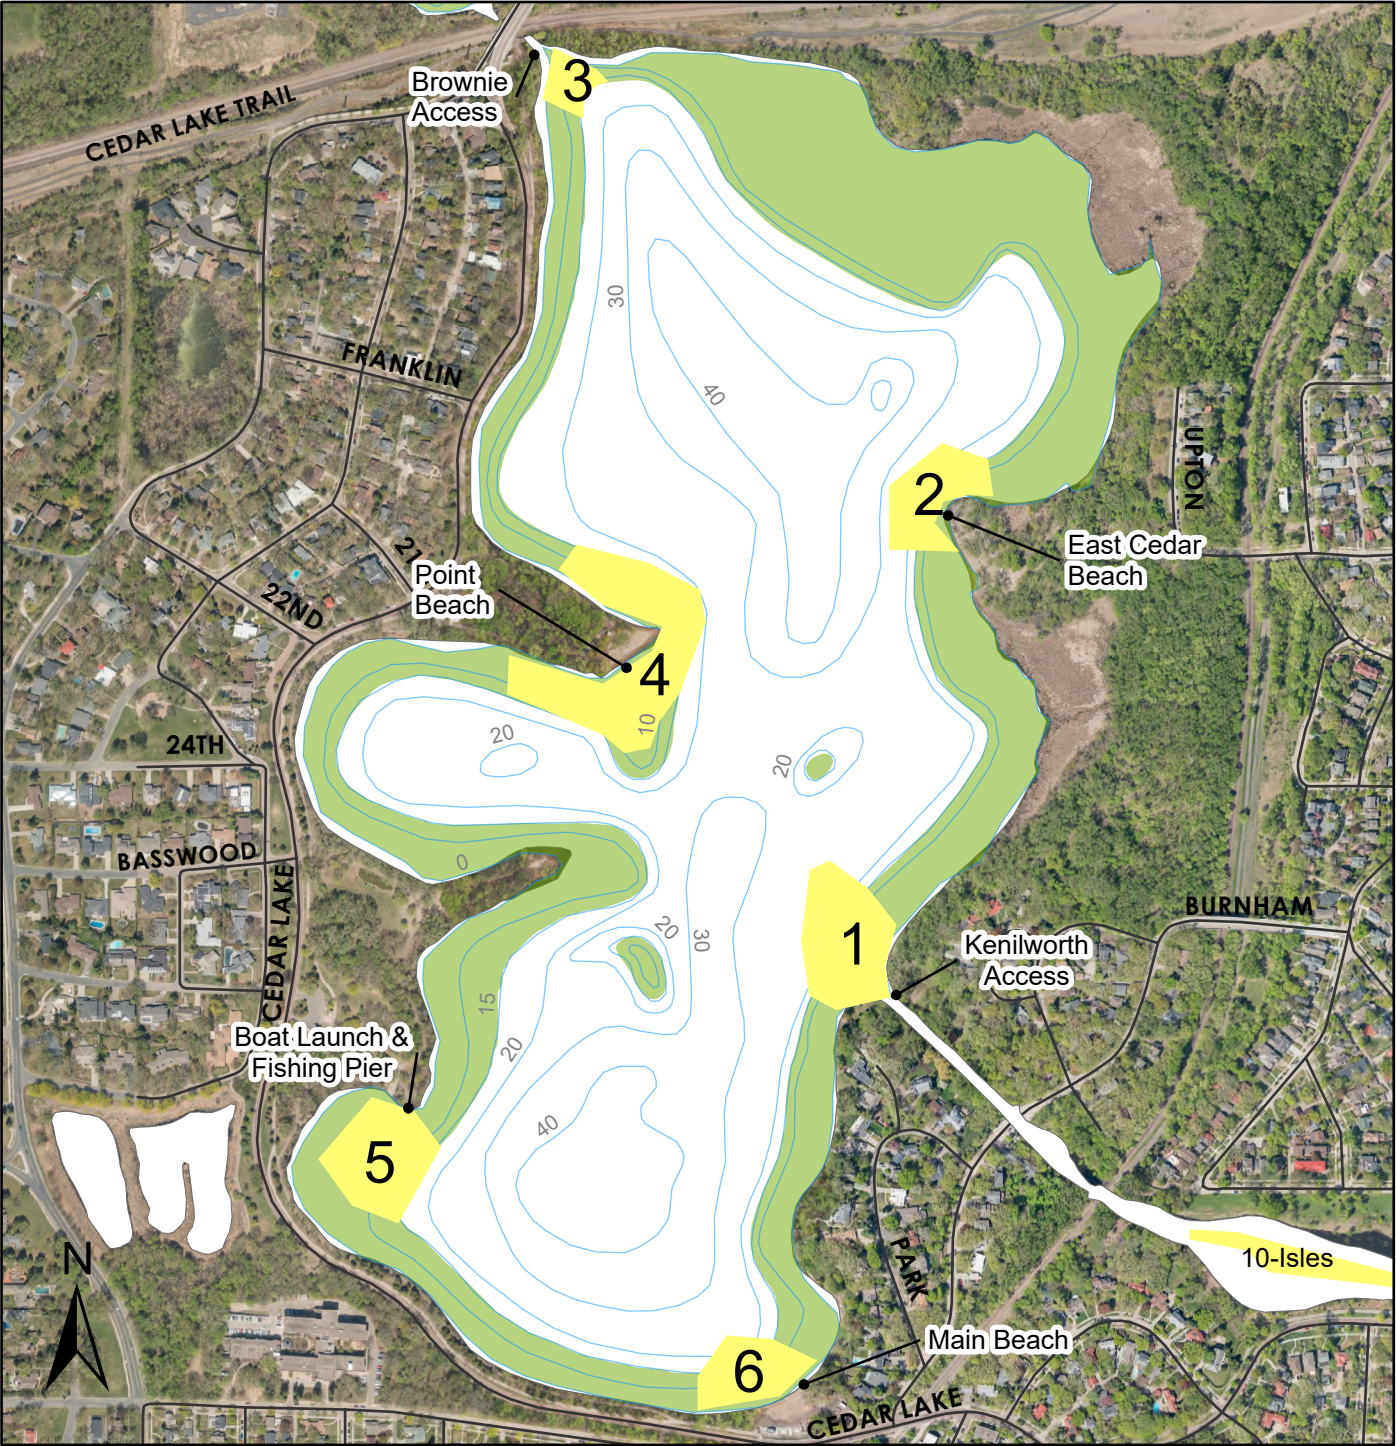 3
Brownie
Access
CEDAR LAKE TRAIL
30
FRANKLIN
40
UPTON
2
East Cedar
Beach
21
Point
Beach
22ND
4
10
24TH
20
20
BASSWOOD
0
CEDAR LAKE
20
30
1
BURNHAM
Kenilworth
Access
15
20
Boat Launch &
Fishing Pier
40
5
N
PARK
10-Isles
6
Main Beach
CEDAR LAKE